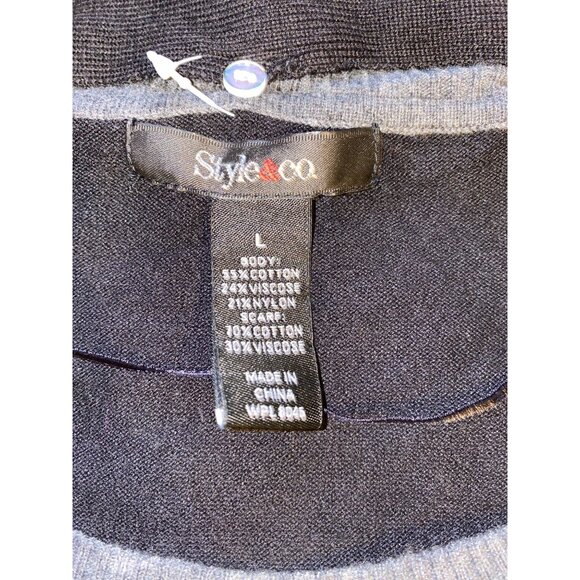 Style&co.
L
BODY:
55%COTTON
24%VISCOSE
21%NYLON
SCARF:
70%COTTON
30%VISCOSE
MADE IN
CHINA
WPL 8045